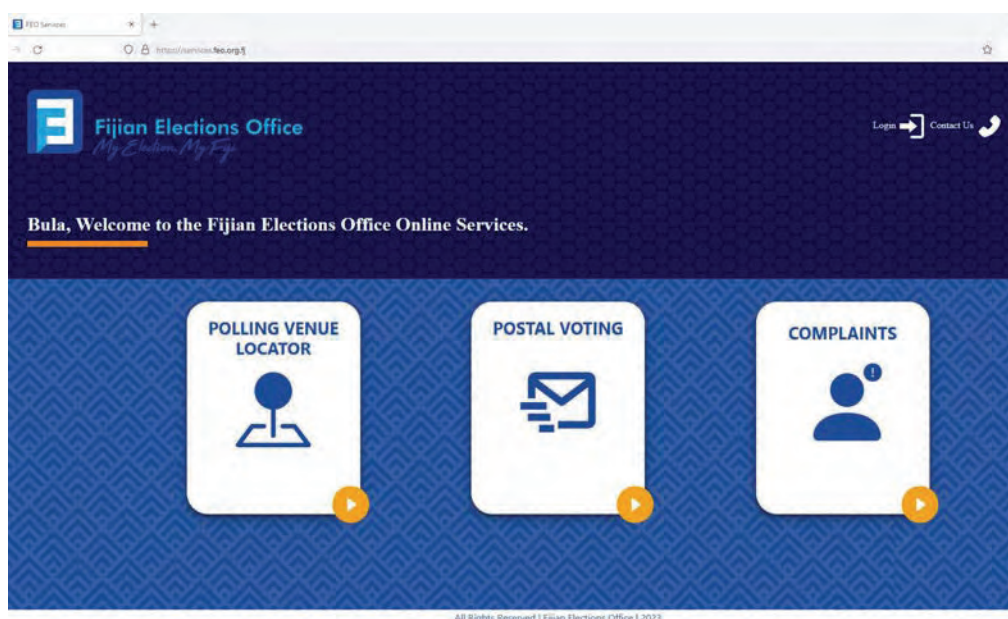 FEO Services
https://services.feo.org.fj
Fijian Elections Office
My Election, My Fiji
Login
Contact Us
Bula, Welcome to the Fijian Elections Office Online Services.
POLLING VENUE
LOCATOR
POSTAL VOTING
COMPLAINTS
!
All Rights Reserved | Fijian Elections Office |